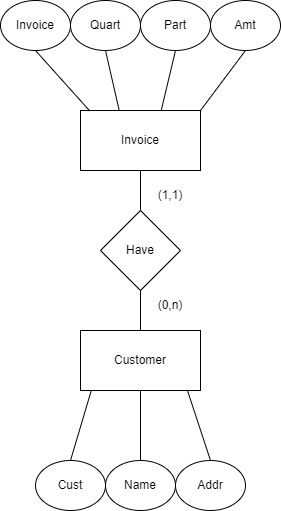 Invoice Quart Part Amt
Invoice
(1,1)
Have
(0,n)
Customer
Cust Name Addr